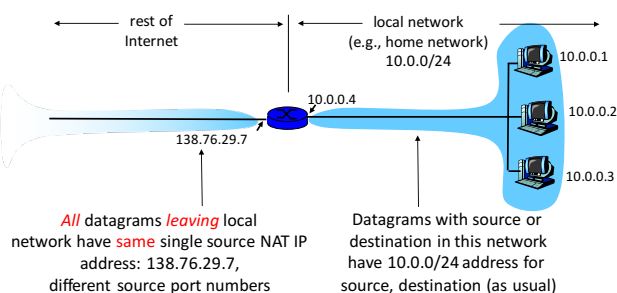 rest of
Internet
local network
(e.g., home network)
10.0.0/24
10.0.0.1
10.0.0.4
10.0.0.2
138.76.29.7
10.0.0.3
All datagrams leaving local
network have same single source NAT IP
address: 138.76.29.7,
different source port numbers
Datagrams with source or
destination in this network
have 10.0.0/24 address for
source, destination (as usual)